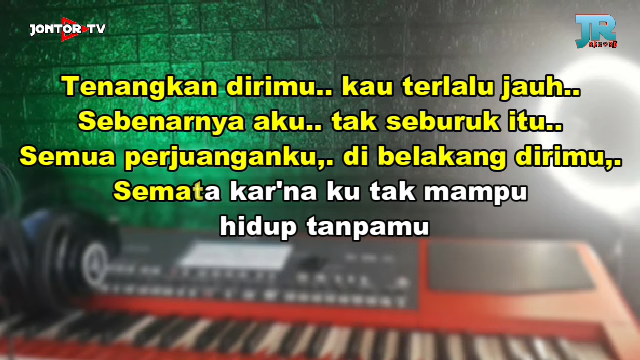 JONTOR TV
JR
Tenangkan dirimu.. kau terlalu jauh..
Sebenarnya aku.. tak seburuk itu..
Semua perjuanganku,. di belakang dirimu,.
Semata kar'na ku tak mampu
hidup tanpamu